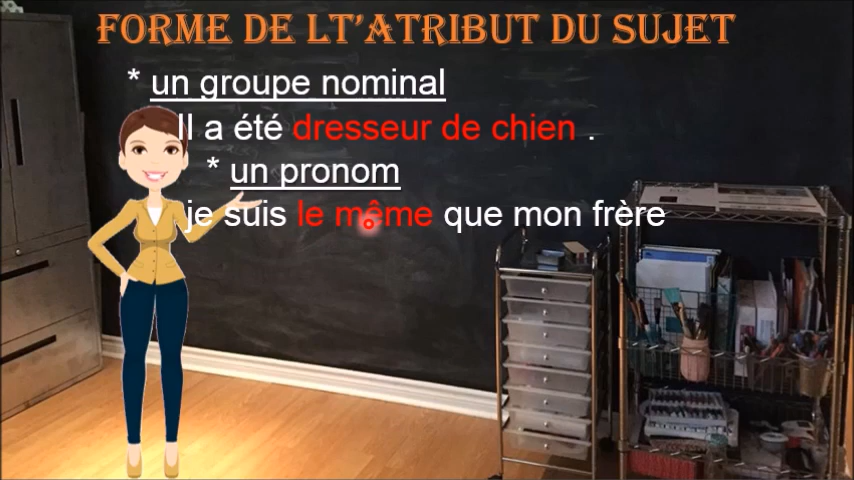 FORME DE LT'ATRIBUT DU SUJET
* un groupe nominal
Il a été dresseur de chien .
* un pronom
je suis le même que mon frère